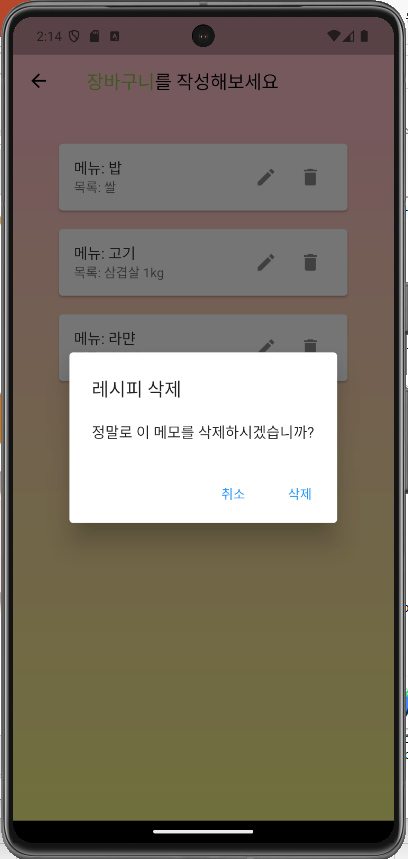 2:14
장바구니를 작성해보세요
메뉴: 밥
목록: 쌀
메뉴: 고기
목록: 삼겹살 1kg
메뉴: 라먄
레시피 삭제
정말로 이 메모를 삭제하시겠습니까?
취소 삭제